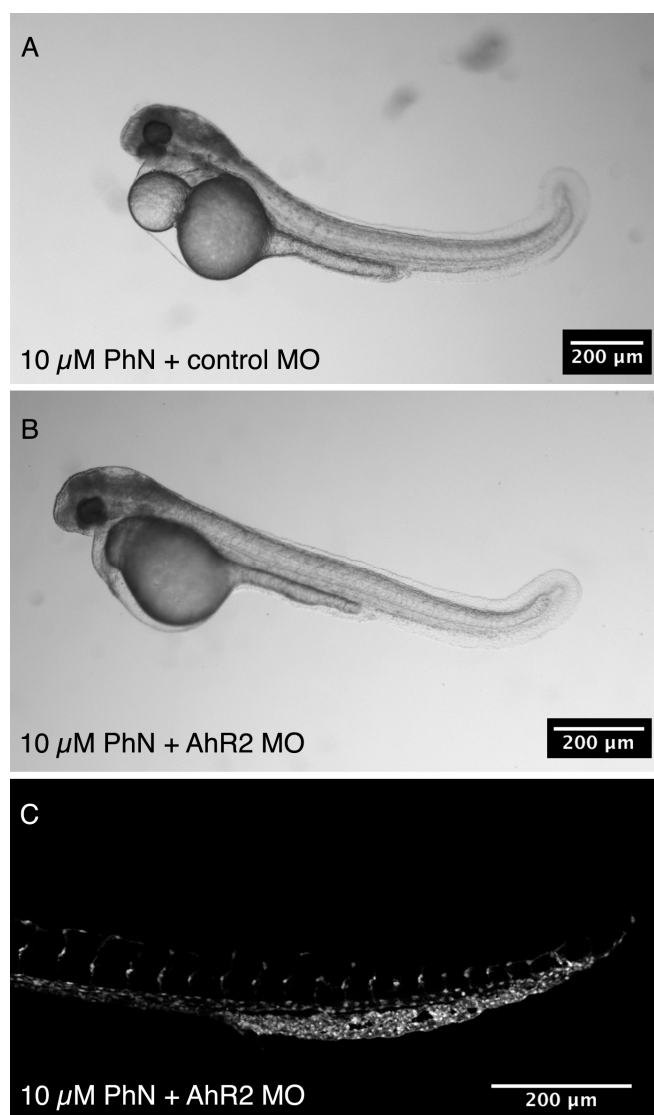 A
10 µM PhN + control MO
200 µm
B
10 µM PhN + AhR2 MO
200 µm
C
10 µM PhN + AhR2 MO
200 µm